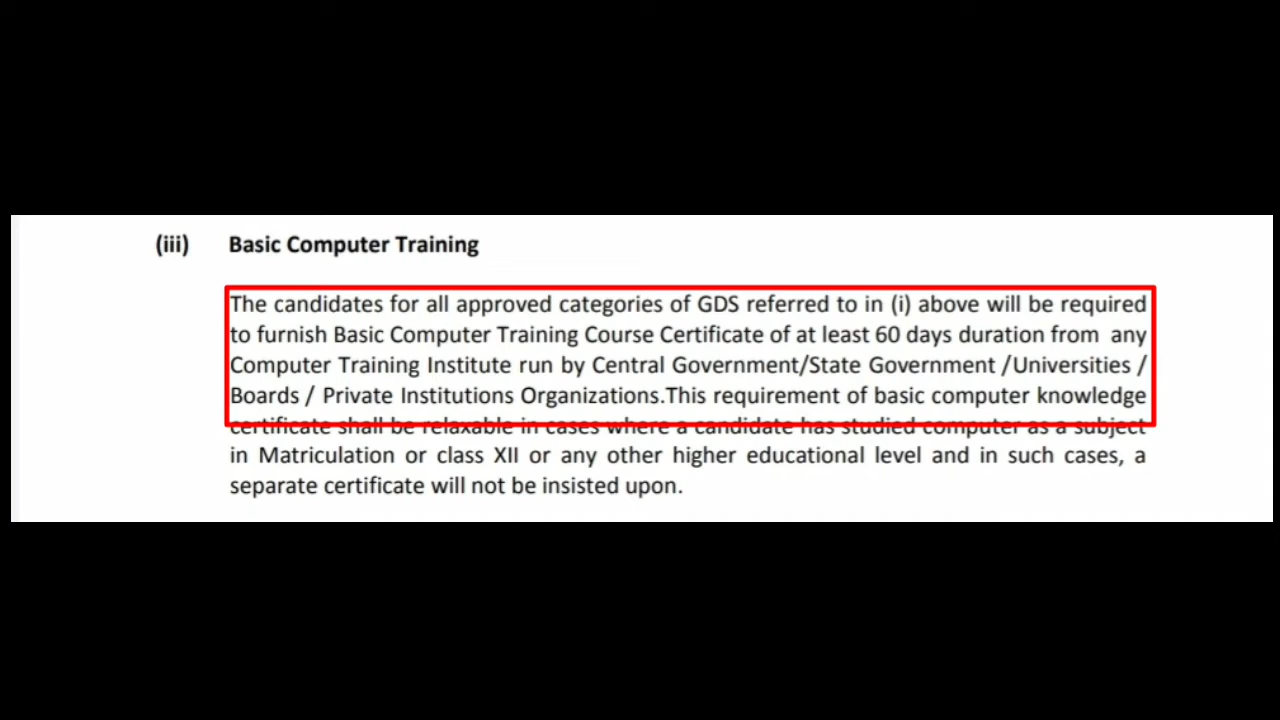 (iii) Basic Computer Training
The candidates for all approved categories of GDS referred to in (i) above will be required
to furnish Basic Computer Training Course Certificate of at least 60 days duration from any
Computer Training Institute run by Central Government/State Government /Universities /
Boards / Private Institutions Organizations.This requirement of basic computer knowledge
certificate shall be relaxable in cases where a candidate has studied computer as a subject
in Matriculation or class XII or any other higher educational level and in such cases, a
separate certificate will not be insisted upon.